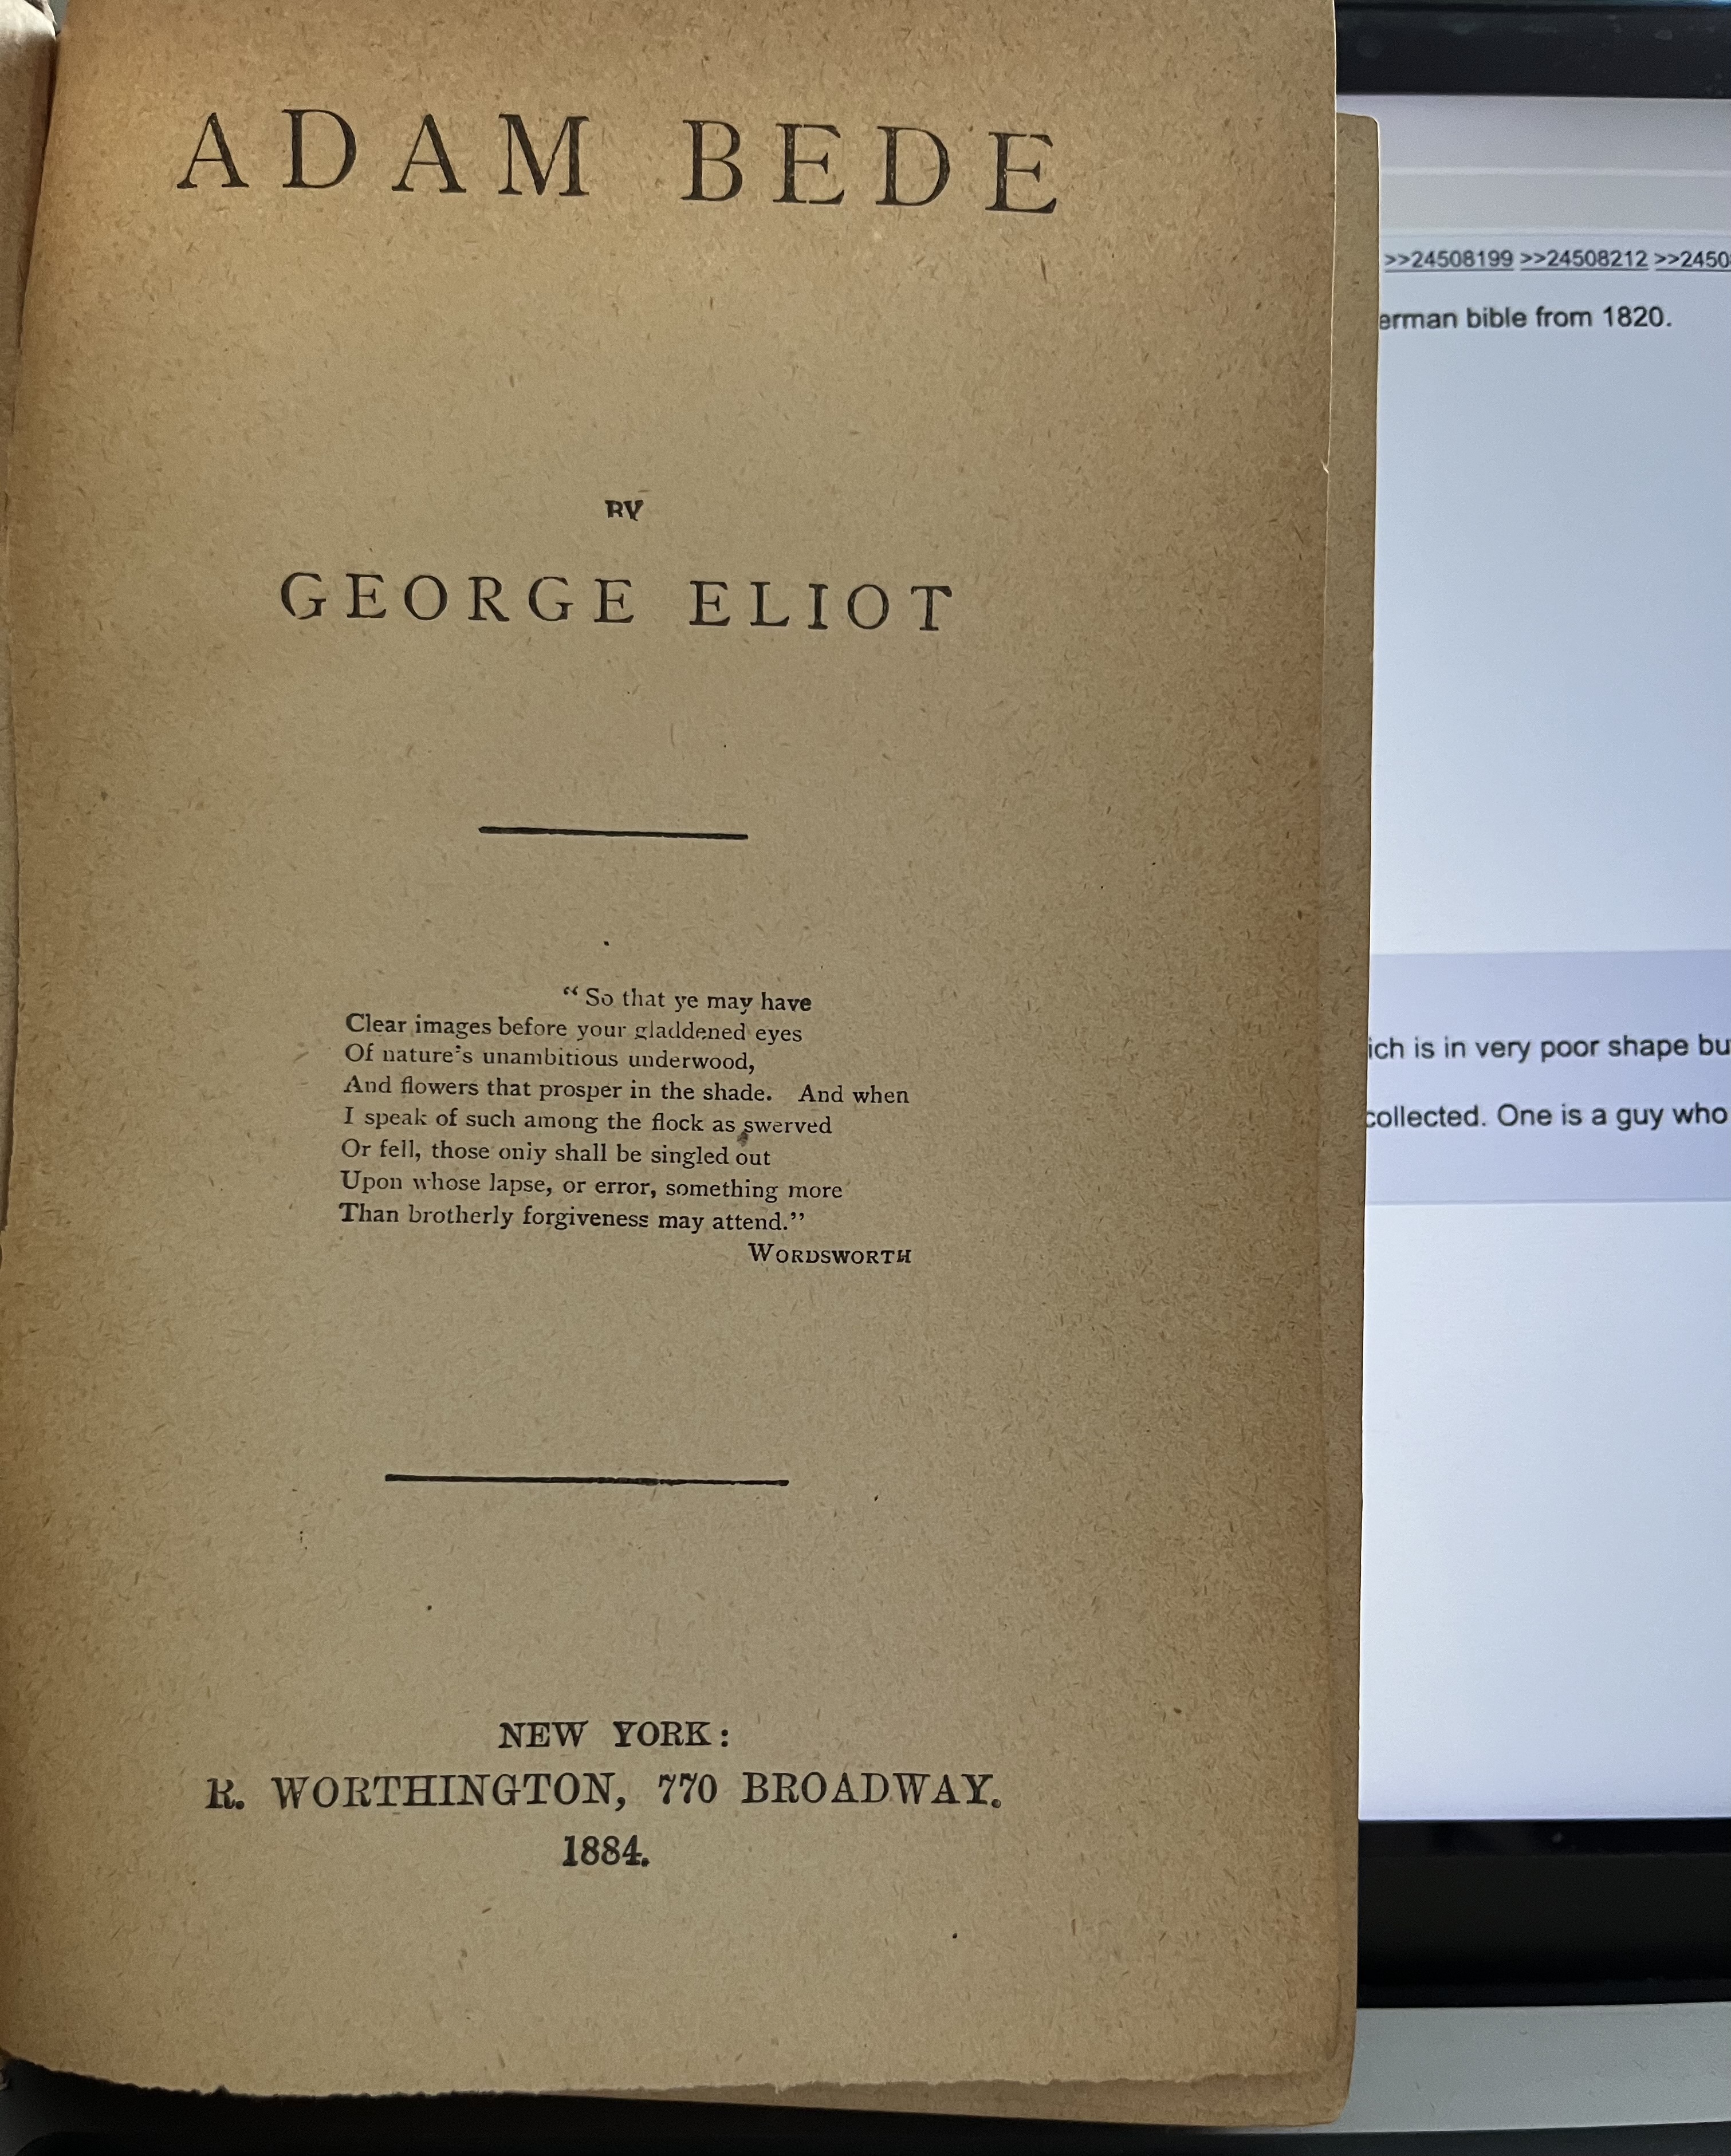 ADAM BEDE
BY
GEORGE ELIOT
“ So that ye may have
Clear images before your gladdened eyes
Of nature's unambitious underwood,
And flowers that prosper in the shade. And when
I speak of such among the flock as swerved
Or fell, those oniy shall be singled out
Upon whose lapse, or error, something more
Than brotherly forgiveness may attend.”
WORDSWORTH
NEW YORK:
R. WORTHINGTON, 770 BROADWAY.
1884.
>>24508199 >>24508212 >>2450
erman bible from 1820.
ich is in very poor shape bu
collected. One is a guy who